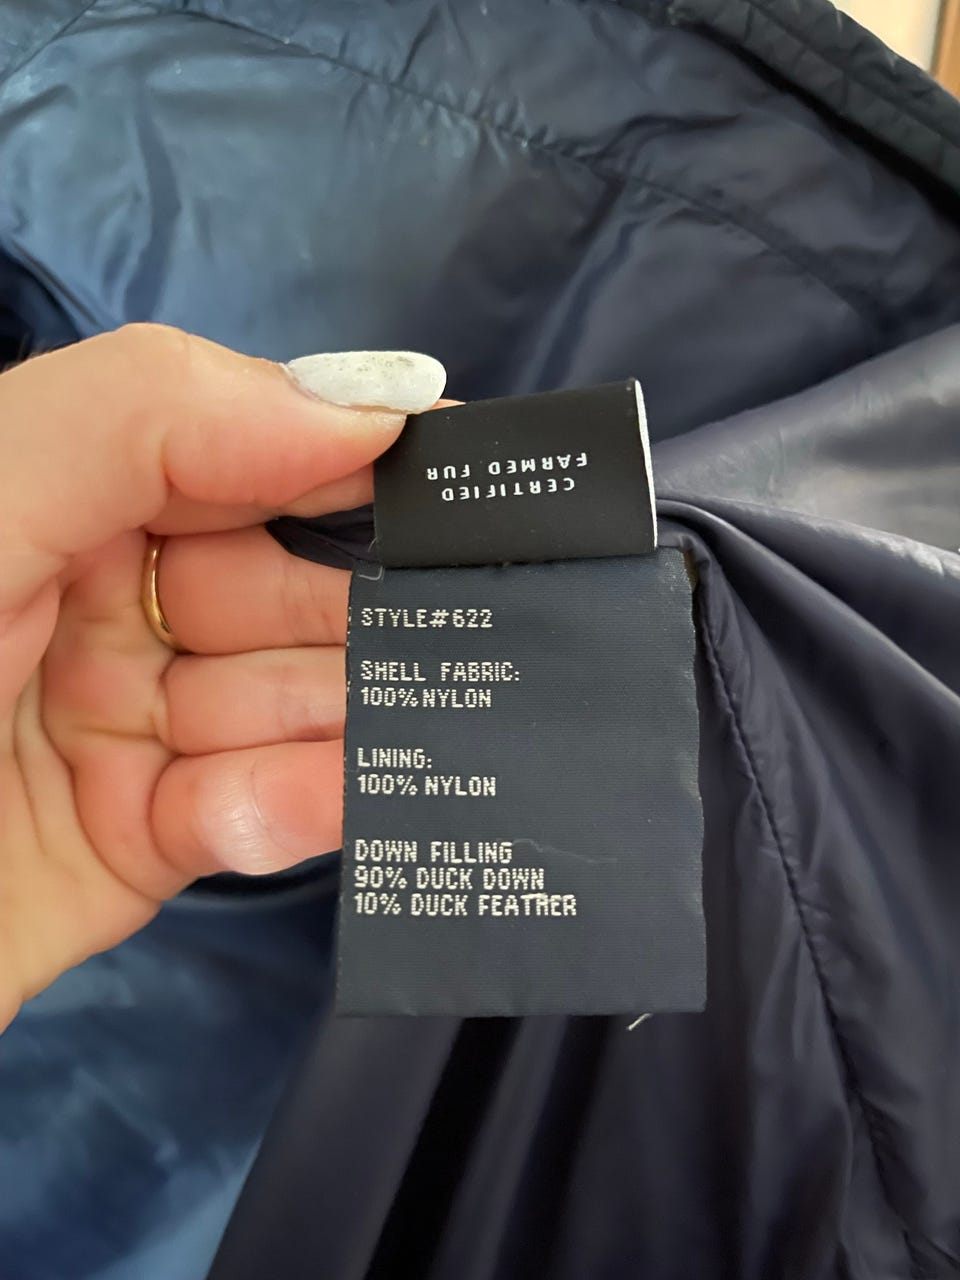 CERTIFIED
FARMED FUR
STYLE#622
SHELL FABRIC:
100% NYLON
LINING:
100% NYLON
DOWN FILLING
90% DUCK DOWN
10% DUCK FEATHER